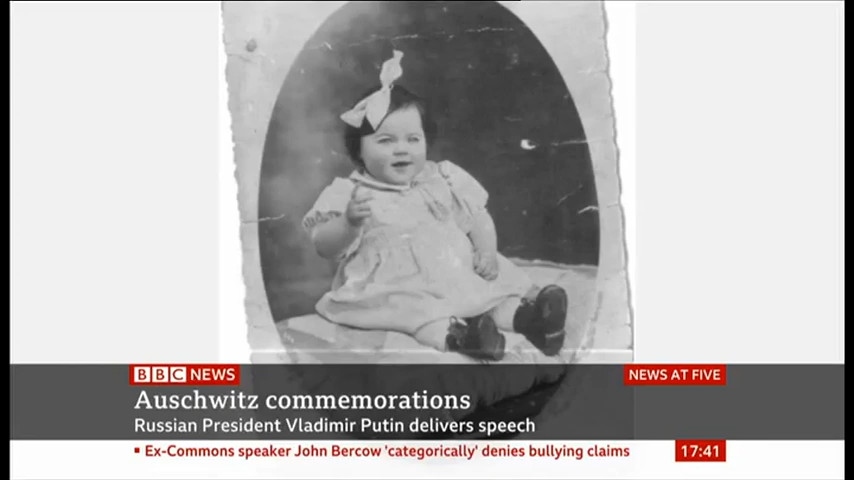 BBC NEWS
NEWS AT FIVE
Auschwitz commemorations
Russian President Vladimir Putin delivers speech
Ex-Commons speaker John Bercow 'categorically' denies bullying claims
17:41